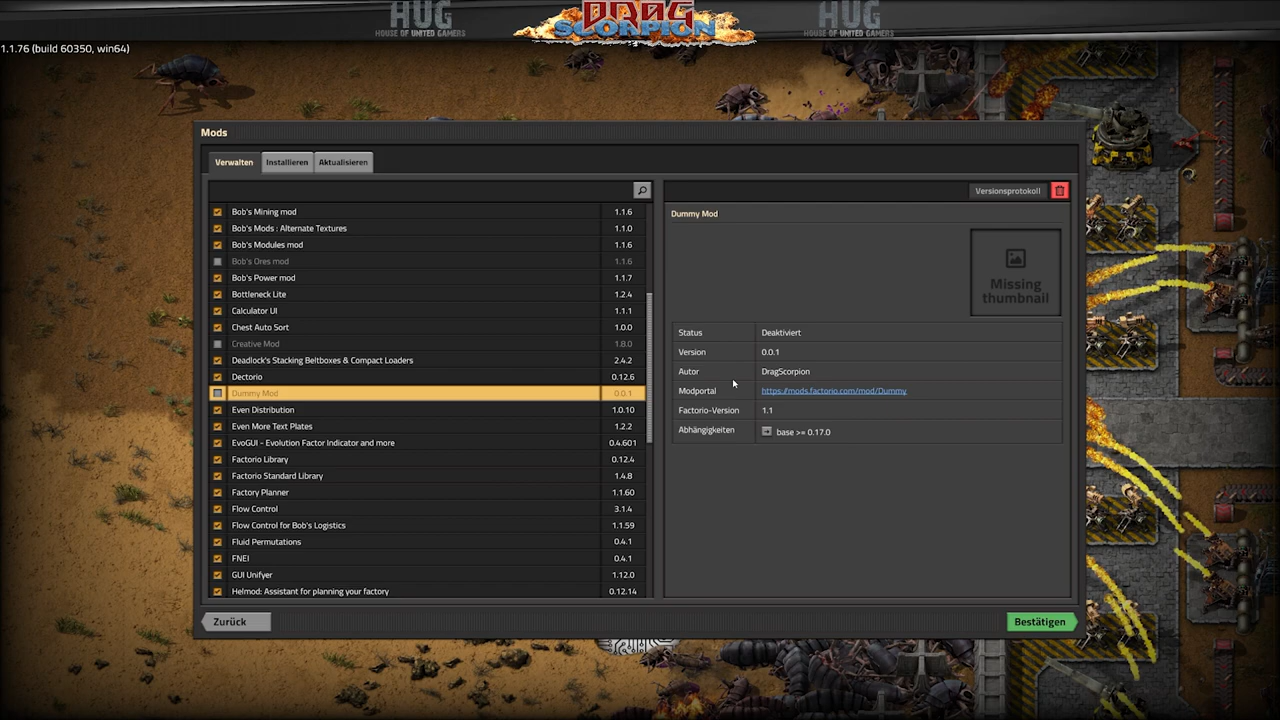 HUG
HOUSE OF UNITED GAMERS
DRAG
SCORPION
HUG
HOUSE OF UNITED GAMERS
1.1.76 (build 60350, win64)
Mods
Verwalten Installieren Aktualisieren
Bob's Mining mod 1.1.6
Bob's Mods : Alternate Textures 1.1.0
Bob's Modules mod 1.1.6
Bob's Ores mod 1.1.6
Bob's Power mod 1.1.7
Bottleneck Lite 1.2.4
Calculator UI 1.1.1
Chest Auto Sort 1.0.0
Creative Mod 1.8.0
Deadlock's Stacking Beltboxes & Compact Loaders 2.4.2
Dectorio 0.12.6
Dummy Mod 0.0.1
Even Distribution 1.0.10
Even More Text Plates 1.2.2
EvoGUI - Evolution Factor Indicator and more 0.4.601
Factorio Library 0.12.4
Factorio Standard Library 1.4.8
Factory Planner 1.1.60
Flow Control 3.1.4
Flow Control for Bob's Logistics 1.1.59
Fluid Permutations 0.4.1
FNEI 0.4.1
GUI Unifyer 1.12.0
Helmod: Assistant for planning your factory 0.12.14
Versionsprotokoll
Dummy Mod
Missing
thumbnail
Status Deaktiviert
Version 0.0.1
Autor DragScorpion
Modportal https://mods.factorio.com/mod/Dummy
Factorio-Version 1.1
Abhängigkeiten base >= 0.17.0
Zurück
Bestätigen